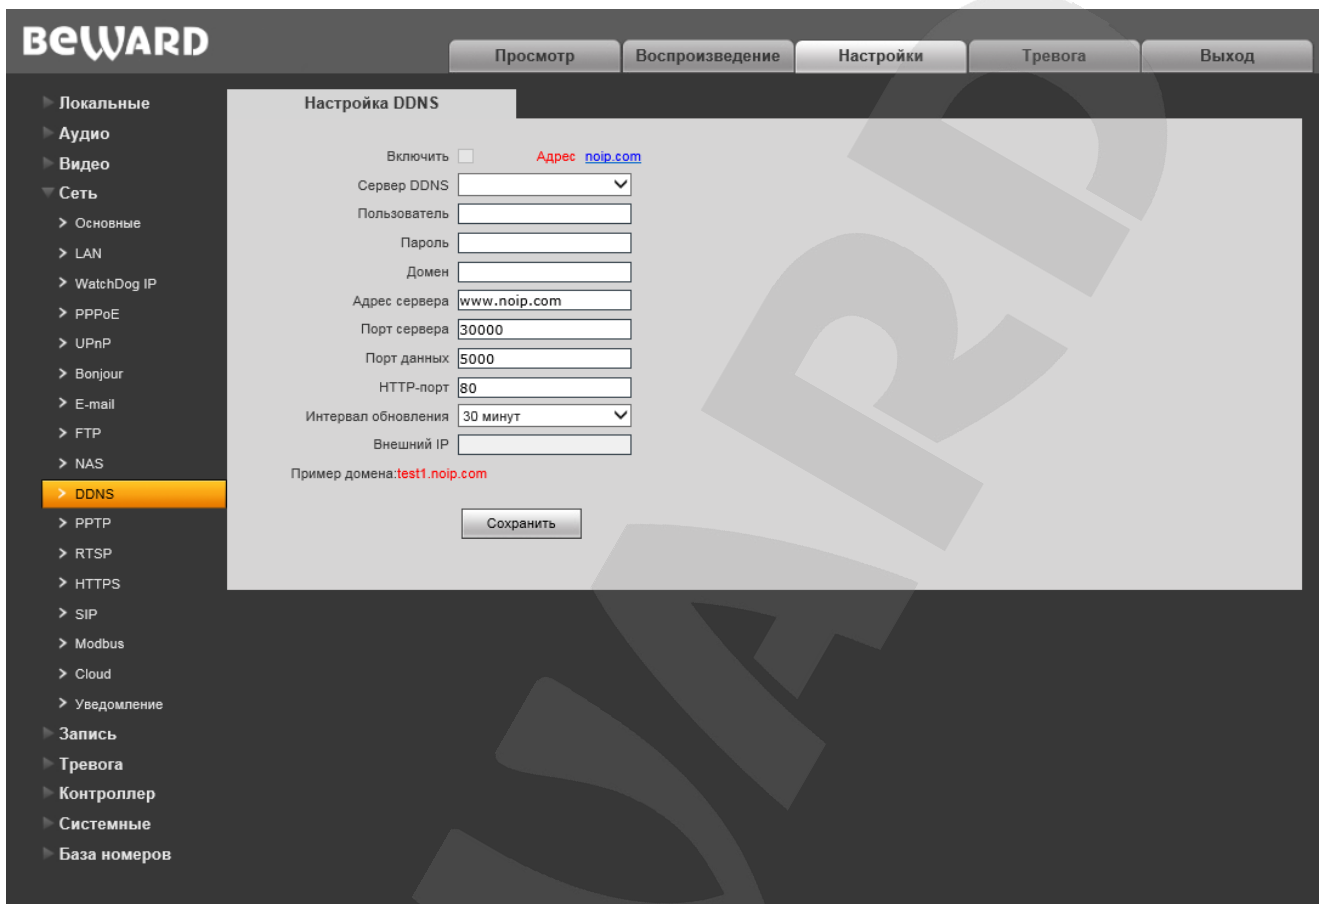 BEWARD
Просмотр
Воспроизведение
Настройки
Тревога
Выход
Локальные
Аудио
Видео
Сеть
Основные
LAN
WatchDog IP
PPPoE
UPnP
Bonjour
E-mail
FTP
NAS
DDNS
PPTP
RTSP
HTTPS
SIP
Modbus
Cloud
Уведомление
Запись
Тревога
Контроллер
Системные
База номеров
Настройка DDNS
Включить Адрес noip.com
Сервер DDNS
Пользователь
Пароль
Домен
Адрес сервера www.noip.com
Порт сервера 30000
Порт данных 5000
HTTP-порт 80
Интервал обновления 30 минут
Внешний IP
Пример домена:test1.noip.com
Сохранить